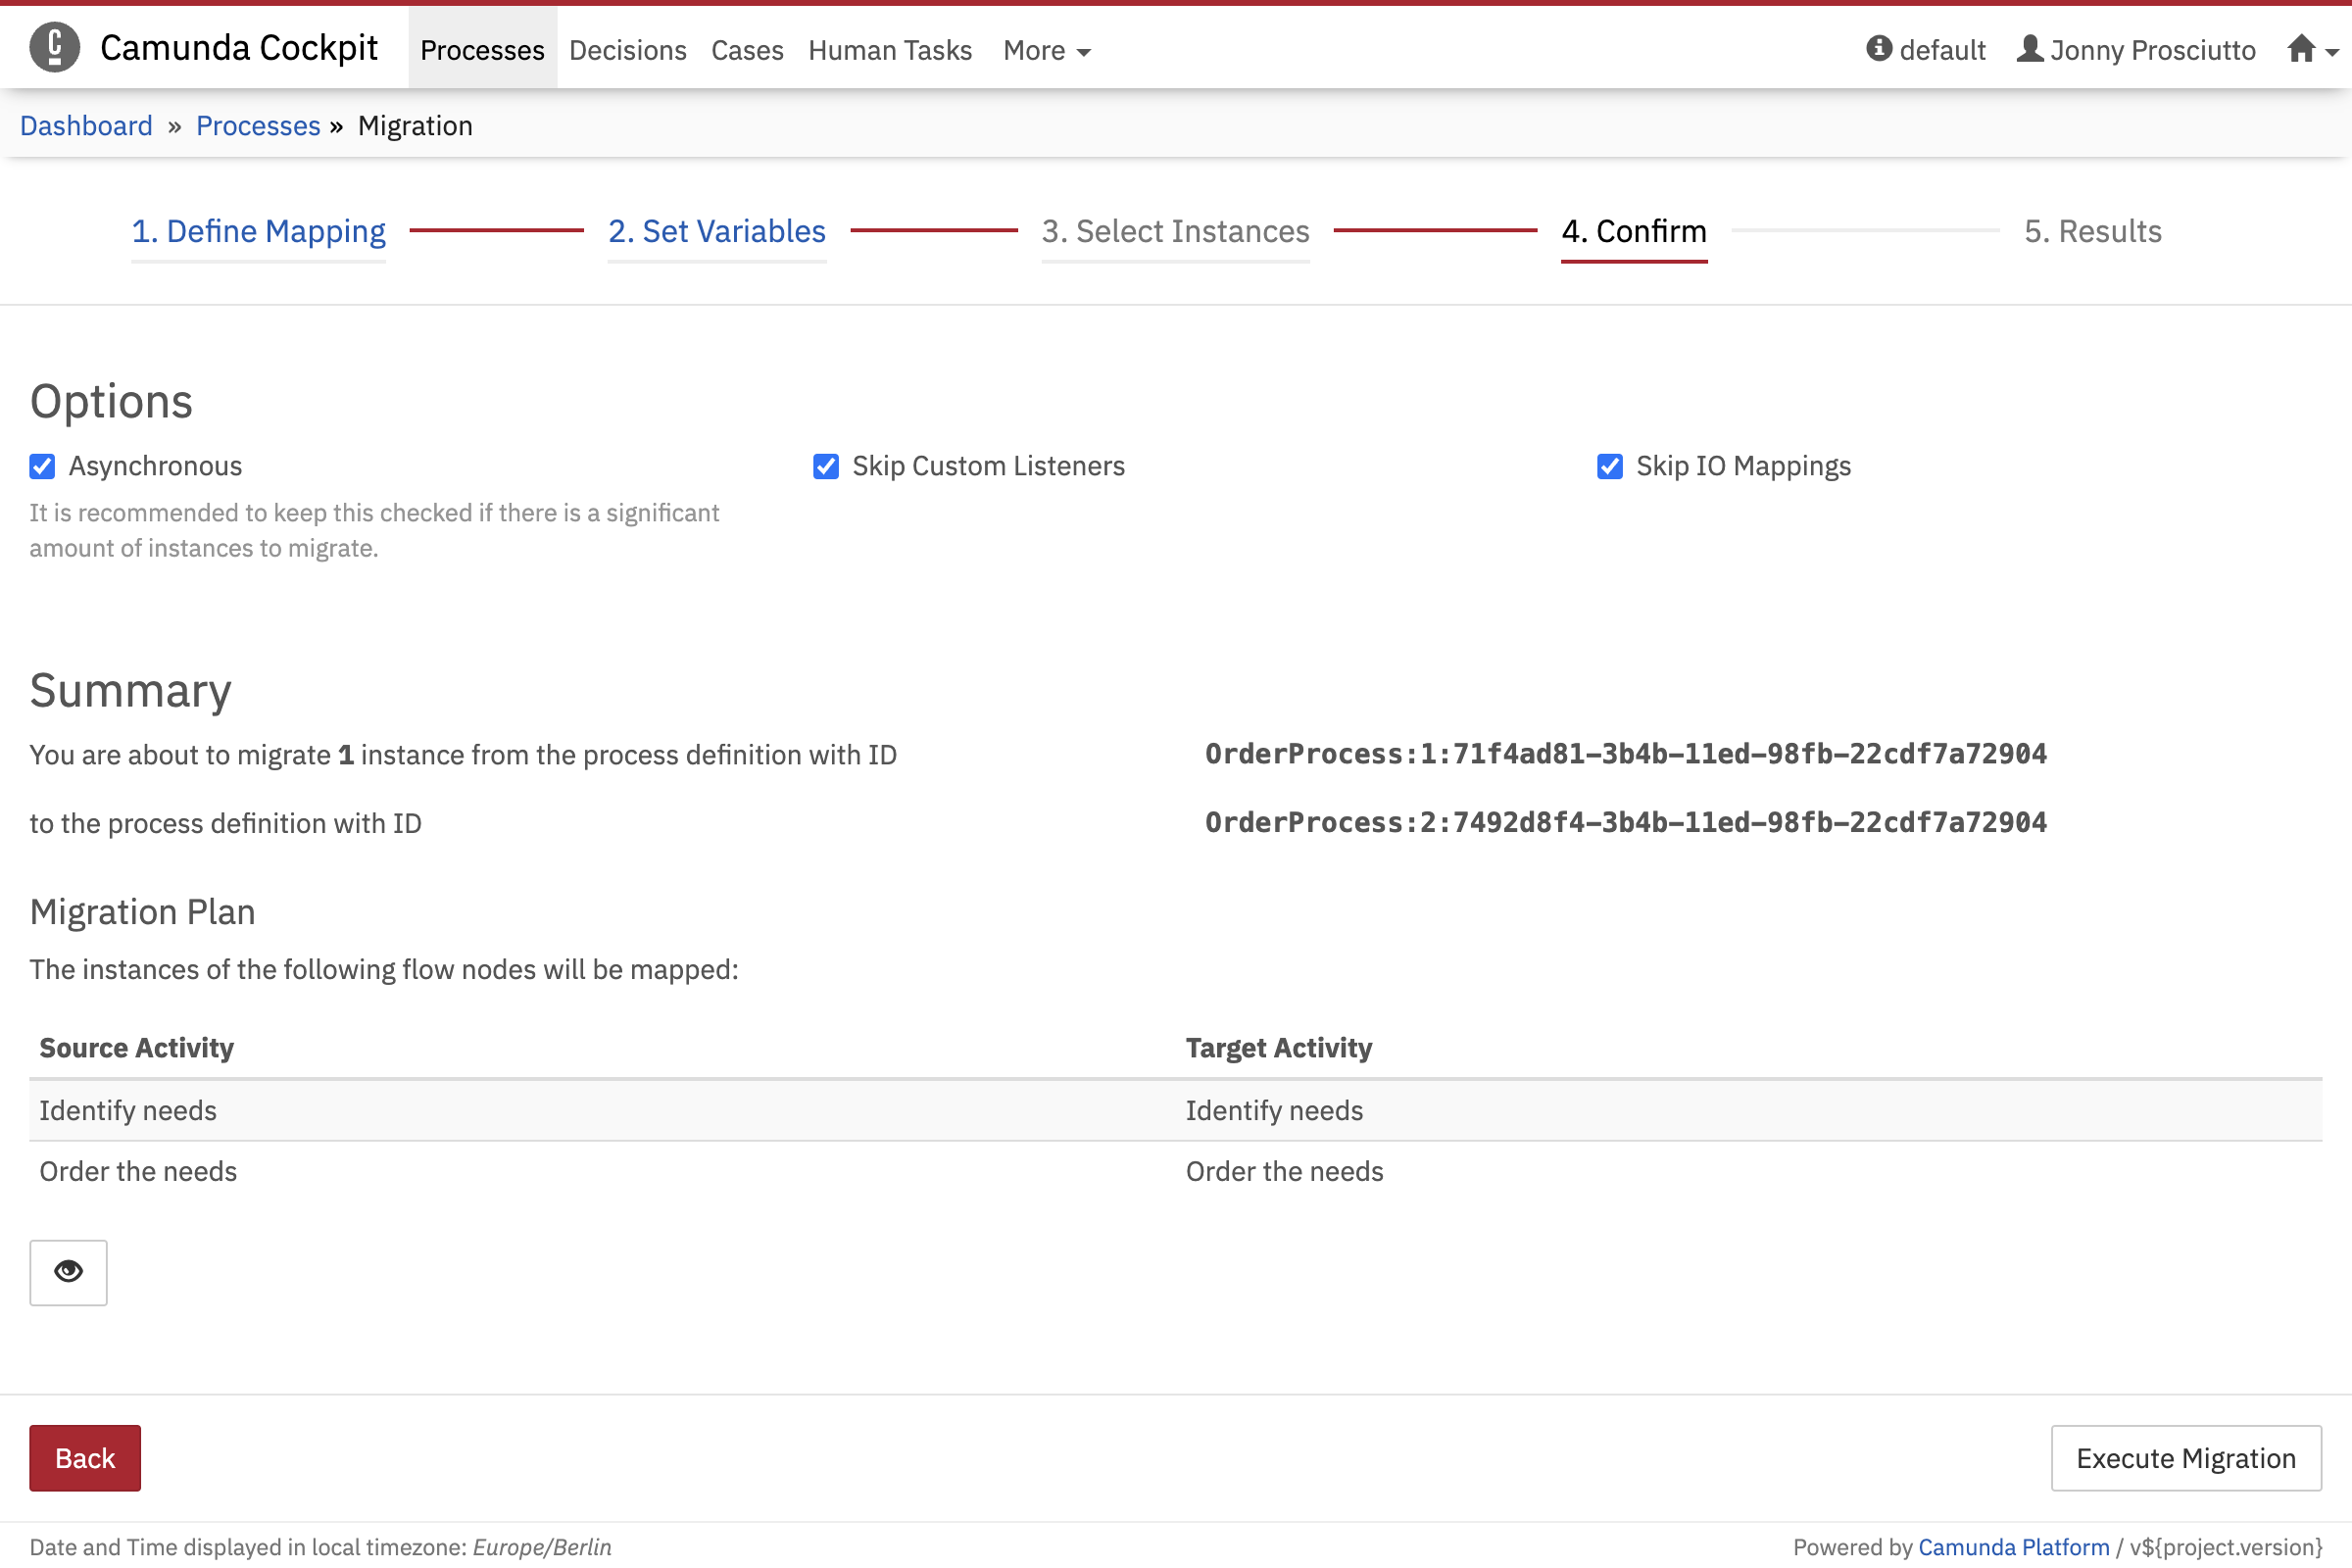 Camunda Cockpit Processes Decisions Cases Human Tasks More default Jonny Prosciutto
Dashboard » Processes » Migration
1. Define Mapping 2. Set Variables 3. Select Instances 4. Confirm 5. Results
Options
Asynchronous Skip Custom Listeners Skip IO Mappings
It is recommended to keep this checked if there is a significant
amount of instances to migrate.
Summary
You are about to migrate 1 instance from the process definition with ID OrderProcess:1:71f4ad81-3b4b-11ed-98fb-22cdf7a72904
to the process definition with ID OrderProcess:2:7492d8f4-3b4b-11ed-98fb-22cdf7a72904
Migration Plan
The instances of the following flow nodes will be mapped:
Source Activity Target Activity
Identify needs Identify needs
Order the needs Order the needs
Back Execute Migration
Date and Time displayed in local timezone: Europe/Berlin Powered by Camunda Platform / v${project.version}